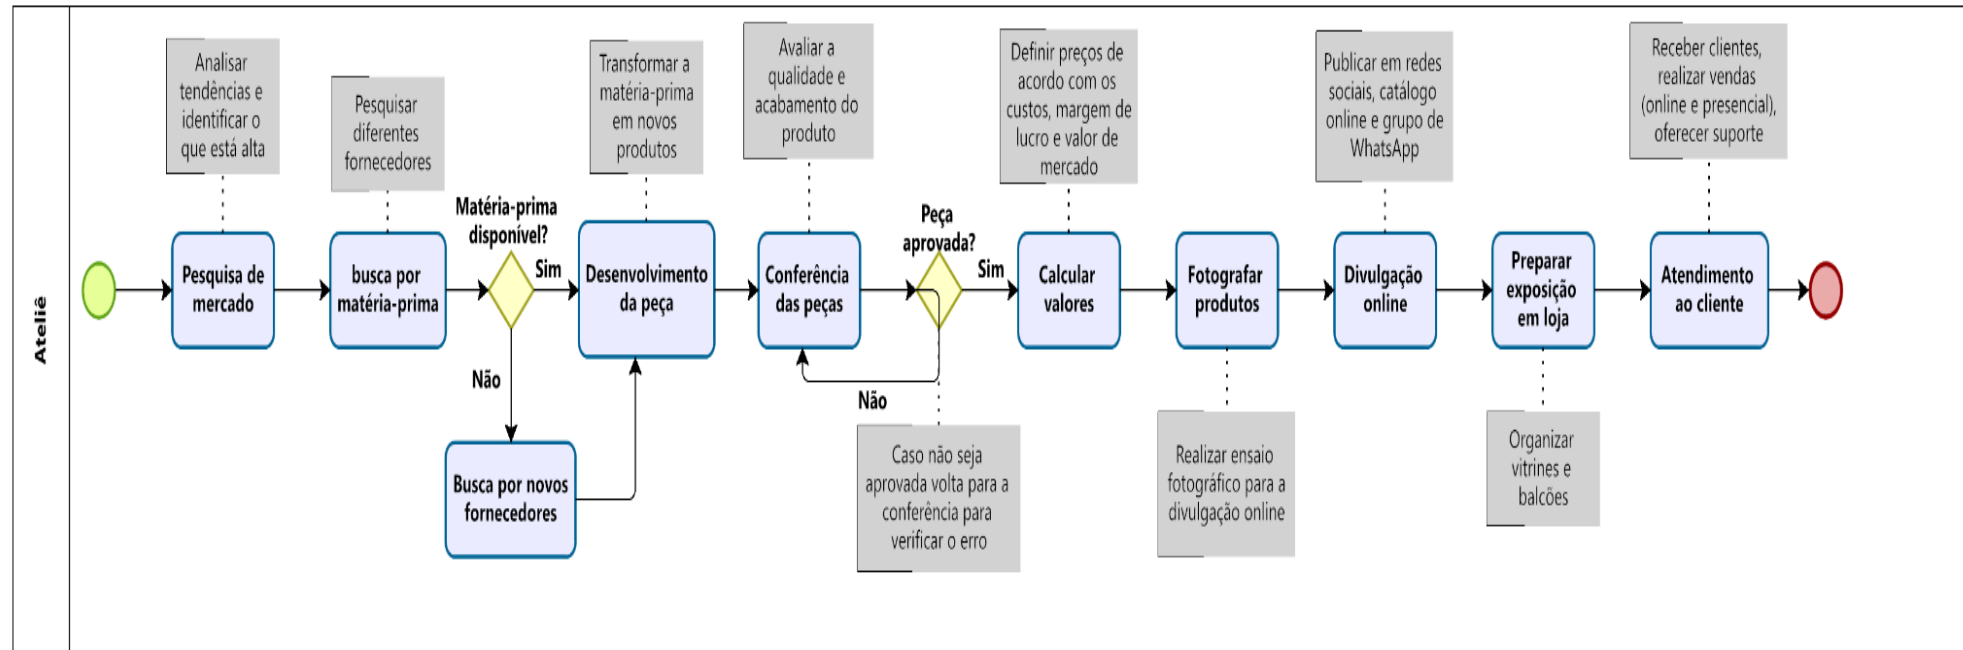 Ateliê
Analisar
tendências e
identificar o
que está alta
Pesquisa de
mercado
Pesquisar
diferentes
fornecedores
busca por
matéria-prima
Matéria-prima
disponível?
Sim
Não
Busca por novos
fornecedores
Transformar a
matéria-prima
em novos
produtos
Desenvolvimento
da peça
Avaliar a
qualidade e
acabamento do
produto
Conferência
das peças
Peça
aprovada?
Sim
Não
Caso não seja
aprovada volta para a
conferência para
verificar o erro
Definir preços de
acordo com os
custos, margem de
lucro e valor de
mercado
Calcular
valores
Fotografar
produtos
Realizar ensaio
fotográfico para a
divulgação online
Publicar em redes
sociais, catálogo
online e grupo de
WhatsApp
Divulgação
online
Preparar
exposição
em loja
Organizar
vitrines e
balcões
Receber clientes,
realizar vendas
(online e presencial),
oferecer suporte
Atendimento
ao cliente